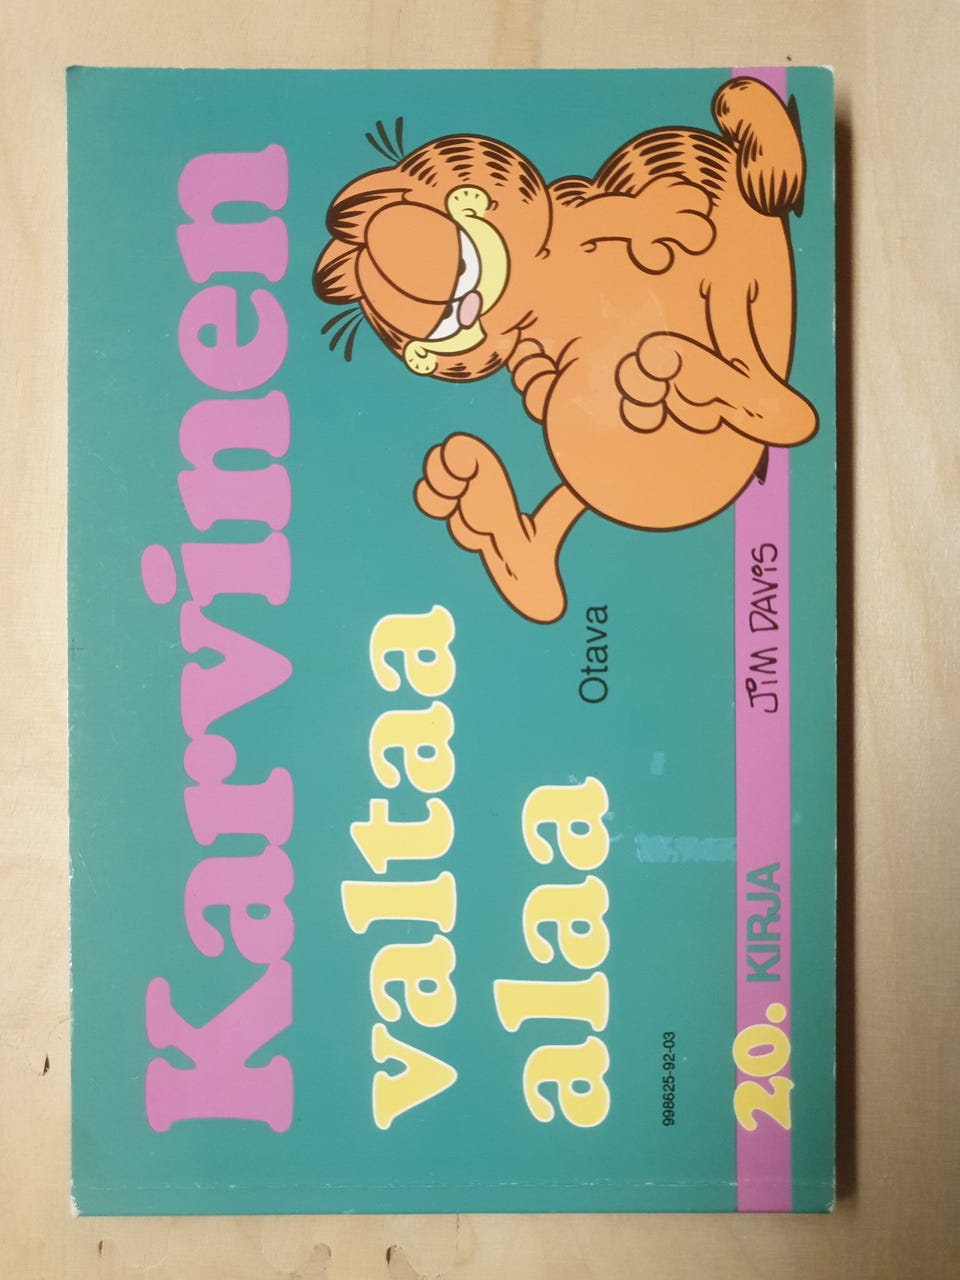 Karvinen
valtaa
alaa
Otava
998625-92-03
20. KIRJA
JIM DAVIS